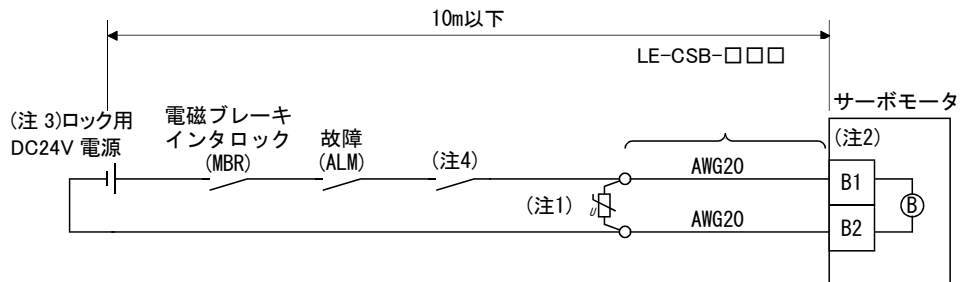 10m以下
LE-CSB-□□□
サーボモータ
(注 3)ロック用
DC24V 電源
電磁ブレーキ
インタロック
(MBR)
故障
(ALM)
(注4)
(注1)
U
AWG20
AWG20
(注2)
B1
B2
B